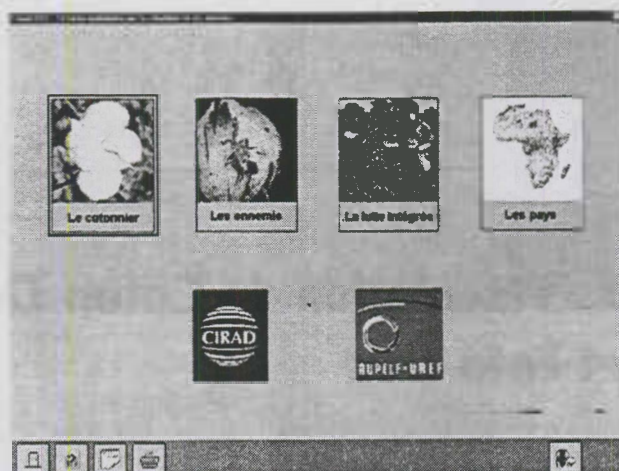 Le cotonnier
Les ennemis
La lutte intégrée
Les pays
CIRAD
AUPELF-UREF